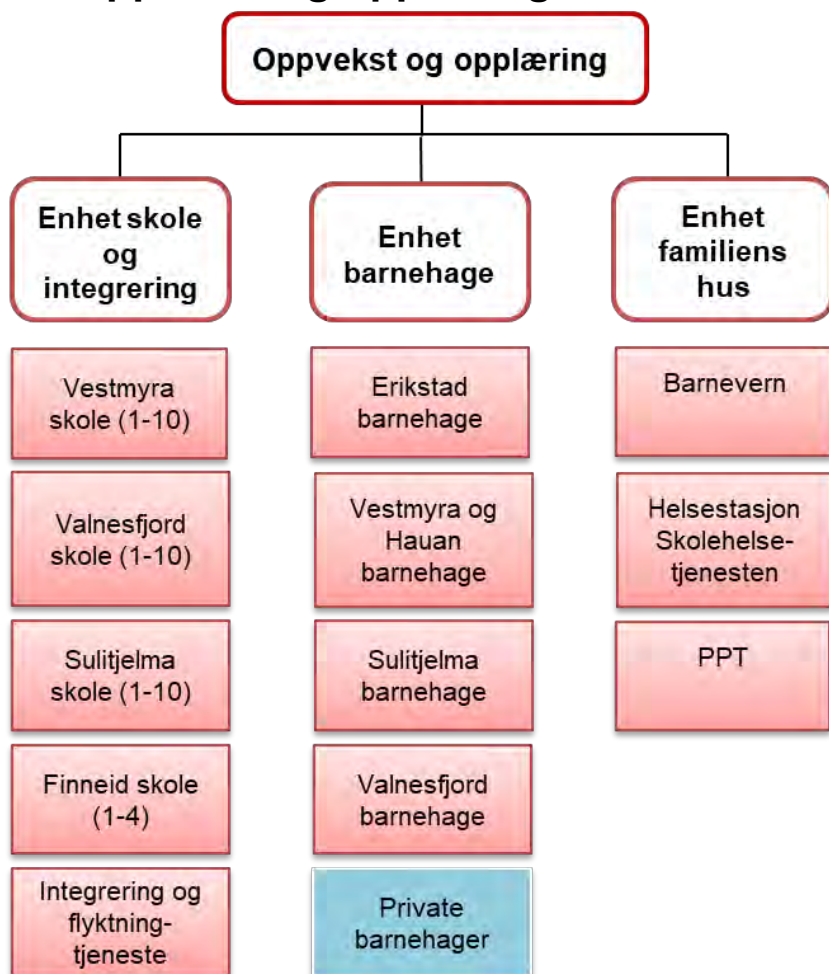 Oppvekst og opplæring
Enhet skole
og
integrering
Vestmyra
skole (1-10)
Valnesfjord
skole (1-10)
Sulitjelma
skole (1-10)
Finneid skole
(1-4)
Integrering og
flyktning-
tjeneste
Enhet
barnehage
Erikstad
barnehage
Vestmyra og
Hauan
barnehage
Sulitjelma
barnehage
Valnesfjord
barnehage
Private
barnehager
Enhet
familiens
hus
Barnevern
Helsestasjon
Skolehelse-
tjenesten
PPT